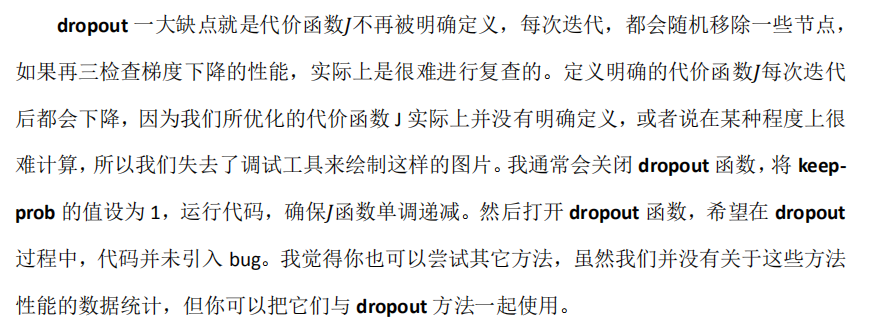 dropout 一大缺点就是代价函数J不再被明确定义，每次迭代，都会随机移除一些节点，
如果再三检查梯度下降的性能，实际上是很难进行复查的。定义明确的代价函数J每次迭代
后都会下降，因为我们所优化的代价函数 J 实际上并没有明确定义，或者说在某种程度上很
难计算，所以我们失去了调试工具来绘制这样的图片。我通常会关闭 dropout 函数，将 keep-
prob 的值设为 1，运行代码，确保J函数单调递减。然后打开 dropout 函数，希望在 dropout
过程中，代码并未引入 bug。我觉得你也可以尝试其它方法，虽然我们并没有关于这些方法
性能的数据统计，但你可以把它们与 dropout 方法一起使用。